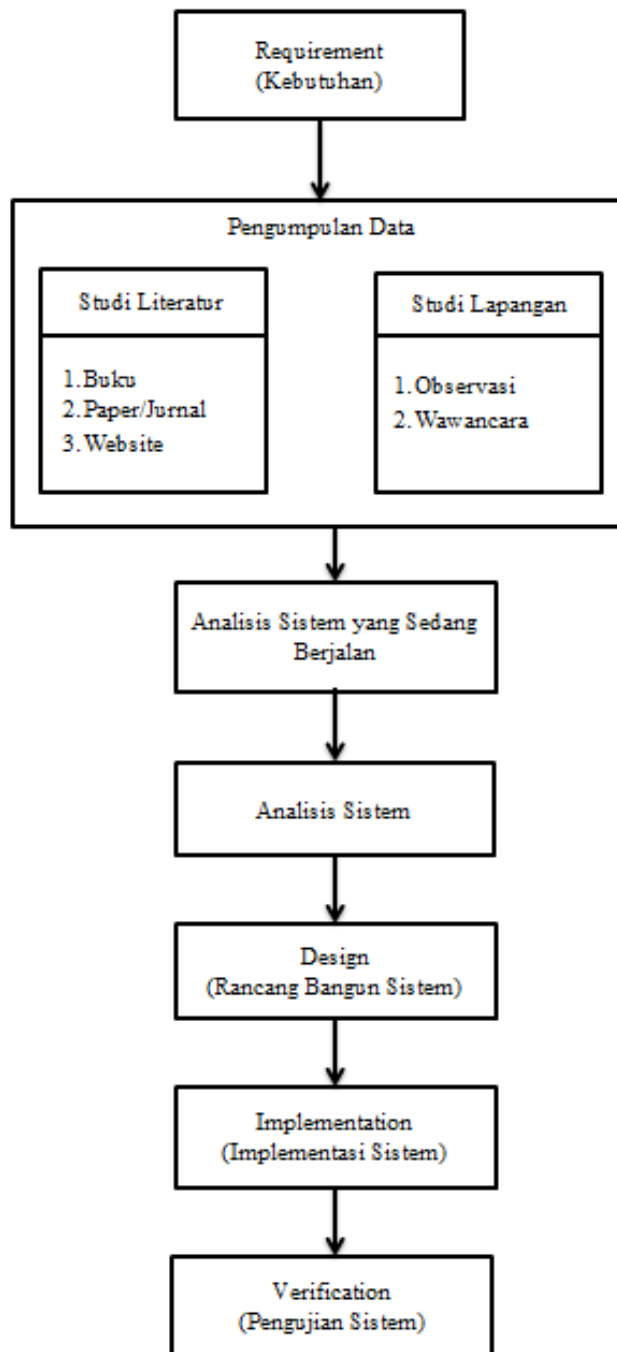 Requirement
(Kebutuhan)
Pengumpulan Data
Studi Literatur
1. Buku
2. Paper/Jurnal
3. Website
Studi Lapangan
1. Observasi
2. Wawancara
Analisis Sistem yang Sedang
Berjalan
Analisis Sistem
Design
(Rancang Bangun Sistem)
Implementation
(Implementasi Sistem)
Verification
(Pengujian Sistem)